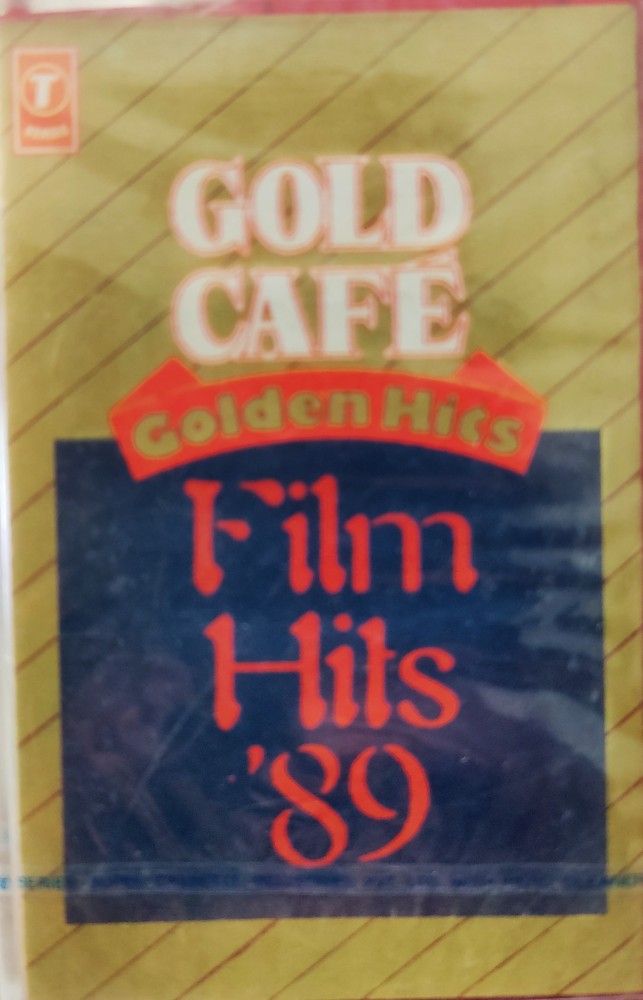 T
GOLD
CAFÉ
Golden Hits
Film
Hits
'89